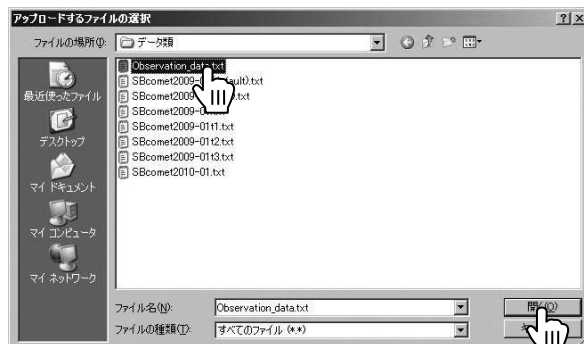 アップロードするファイルの選択
ファイルの場所(I):
データ類
最近使ったファイル
デスクトップ
マイ ドキュメント
マイ コンピュータ
マイ ネットワーク
Observation_data.txt
SBcomet2009-01t1.txt
SBcomet2009-01t2.txt
SBcomet2009-01t3.txt
SBcomet2010-01.txt
ファイル名(N):
Observation_data.txt
開く(O)
ファイルの種類(T):
すべてのファイル (*.*)